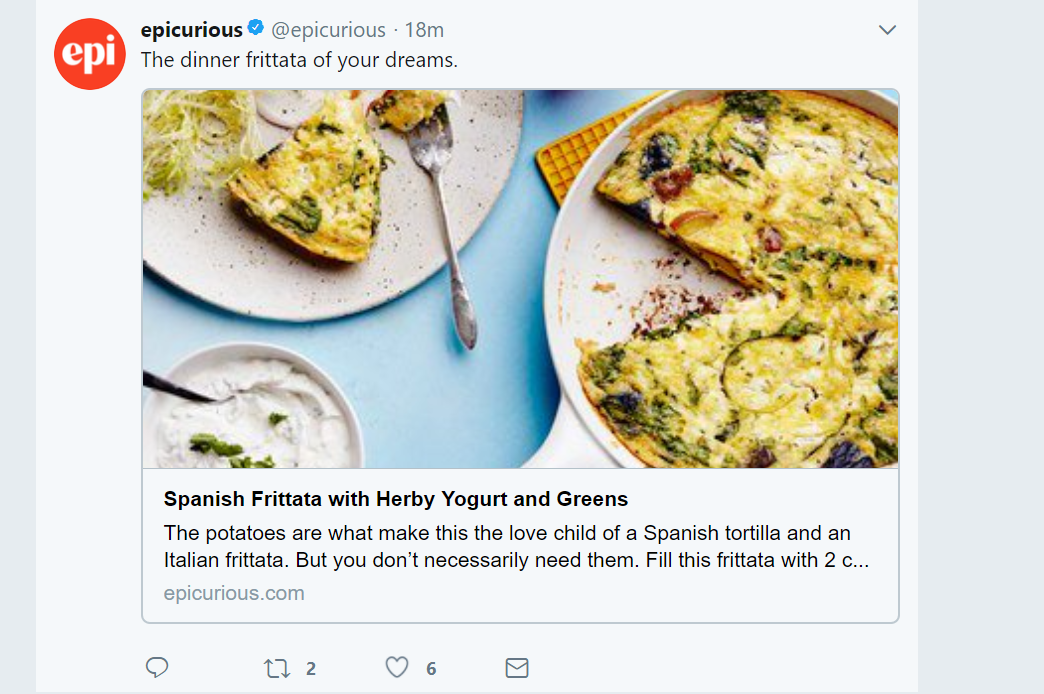 epi
epicurious @epicurious · 18m
The dinner frittata of your dreams.
Spanish Frittata with Herby Yogurt and Greens
The potatoes are what make this the love child of a Spanish tortilla and an
Italian frittata. But you don’t necessarily need them. Fill this frittata with 2 c...
epicurious.com
2 6